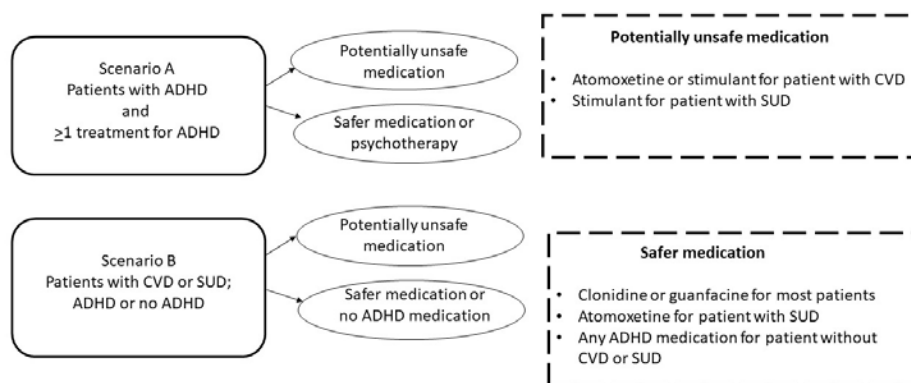 Scenario A
Patients with ADHD
and
≥1 treatment for ADHD
Potentially unsafe
medication
Safer medication or
psychotherapy
Potentially unsafe medication
• Atomoxetine or stimulant for patient with CVD
• Stimulant for patient with SUD
Scenario B
Patients with CVD or SUD;
ADHD or no ADHD
Potentially unsafe
medication
Safer medication or
no ADHD medication
Safer medication
• Clonidine or guanfacine for most patients
• Atomoxetine for patient with SUD
• Any ADHD medication for patient without
CVD or SUD